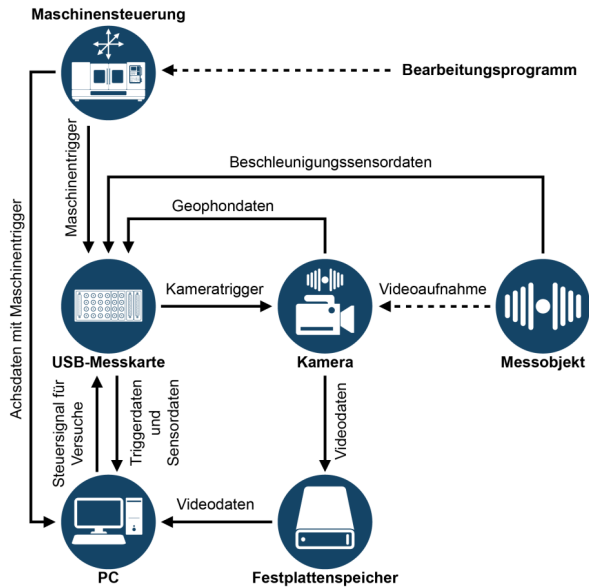 Maschinensteuerung
Bearbeitungsprogramm
Maschinentrigger
Beschleunigungssensordaten
Geophondaten
Achsdaten mit Maschinentrigger
Kameratrigger
Videoaufnahme
USB-Messkarte
Kamera
Messobjekt
Steuersignal für
Versuche
Triggerdaten
und
Sensordaten
Videodaten
Videodaten
PC
Festplattenspeicher